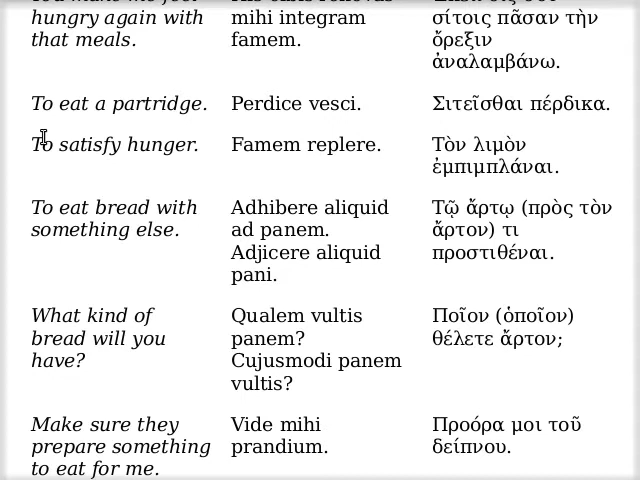 hungry again with
that meals.
mihi integram
famem.
σίτοις πᾶσαν τὴν
ὄρεξιν
ἀναλαμβάνω.
To eat a partridge.
Perdice vesci.
Σιτεῖσθαι πέρδικα.
To satisfy hunger.
Famem replere.
Τὸν λιμὸν
ἐμπιμπλάναι.
To eat bread with
something else.
Adhibere aliquid
ad panem.
Adjicere aliquid
pani.
Τῷ ἄρτῳ (πρὸς τὸν
ἄρτον) τι
προστιθέναι.
What kind of
bread will you
have?
Qualem vultis
panem?
Cujusmodi panem
vultis?
Ποῖον (ὁποῖον)
θέλετε ἄρτον;
Make sure they
prepare something
to eat for me.
Vide mihi
prandium.
Προόρα μοι τοῦ
δείπνου.